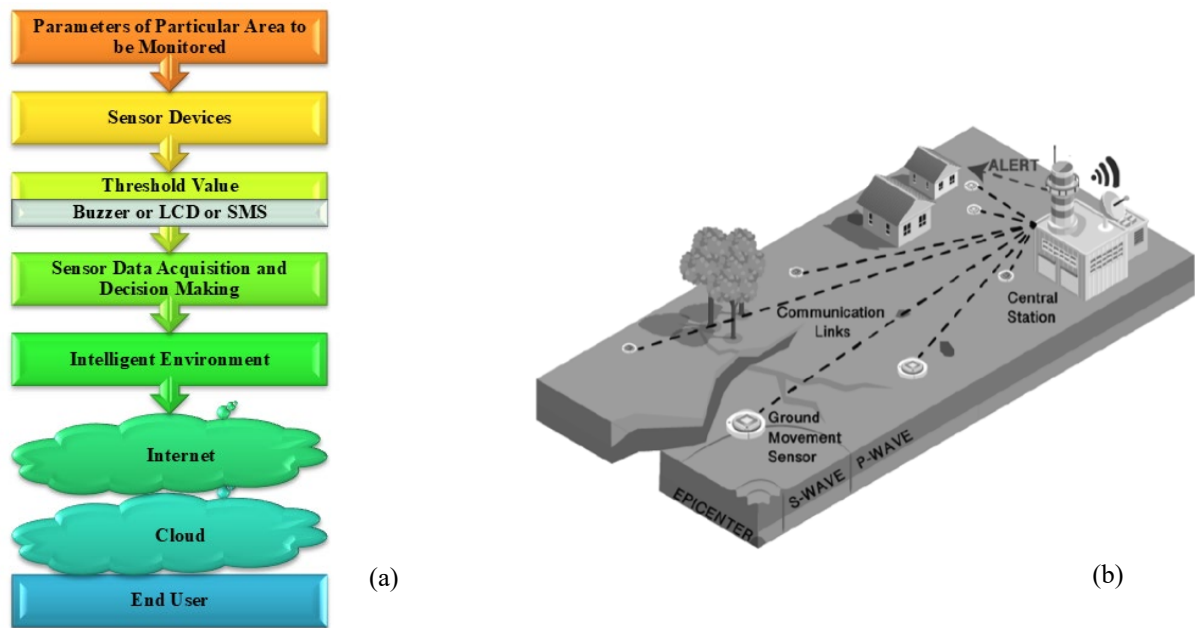 Parameters of Particular Area to
be Monitored
Sensor Devices
Threshold Value
Buzzer or LCD or SMS
Sensor Data Acquisition and
Decision Making
Intelligent Environment
Internet
Cloud
End User
(a)
ALERT
Communication
Links
Central
Station
Ground
Movement
Sensor
EPICENTER
S-WAVE
P-WAVE
(b)